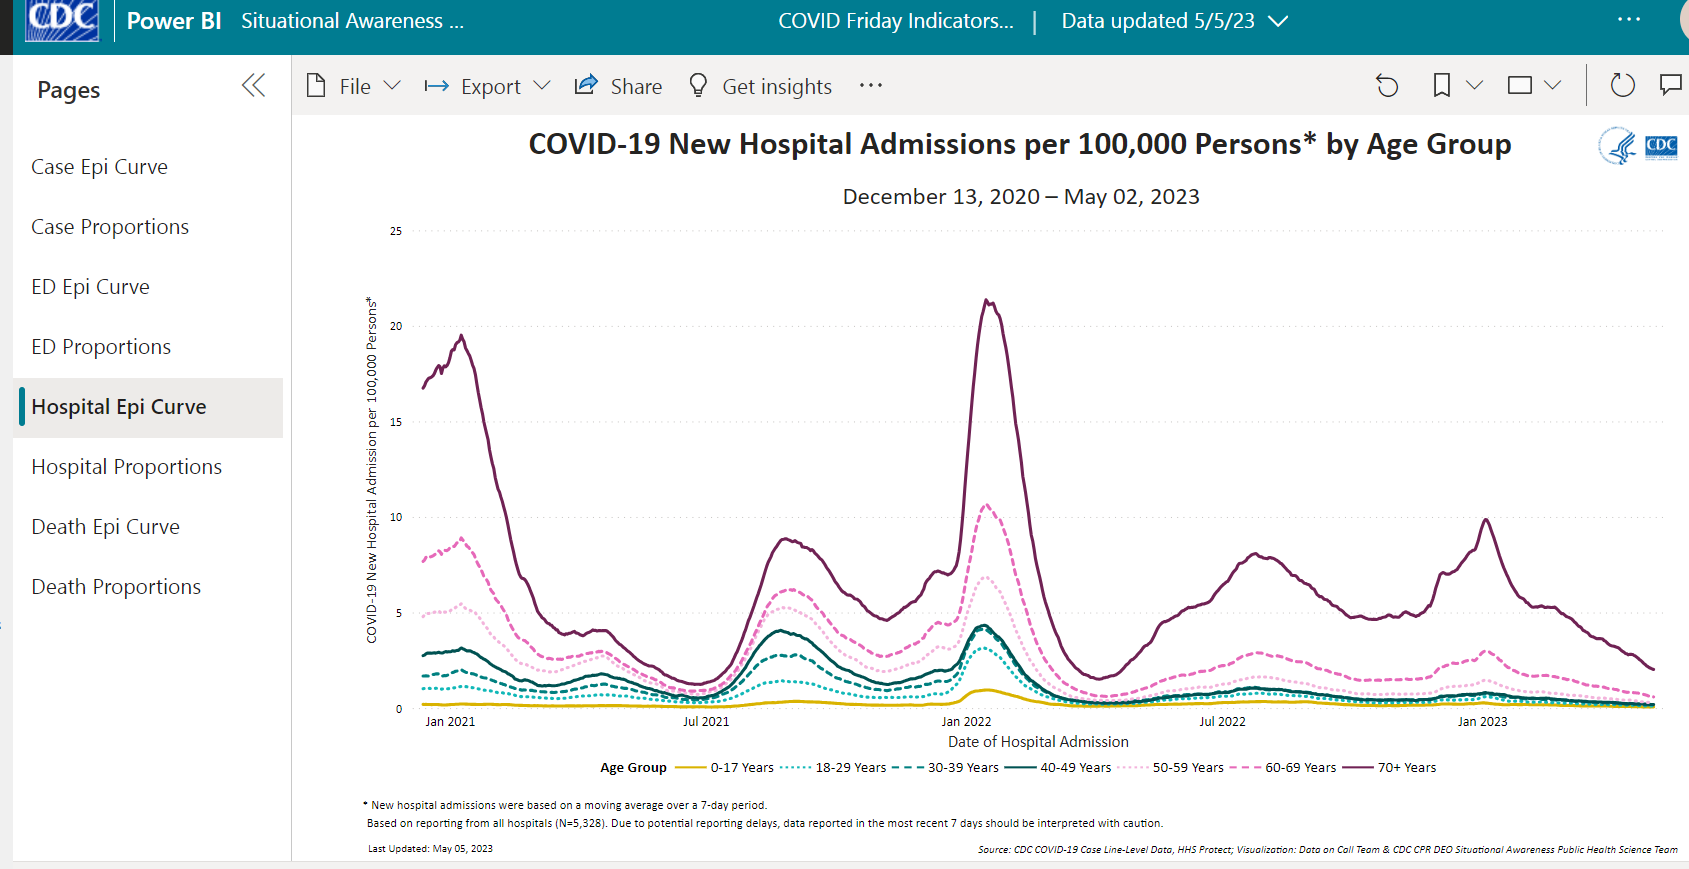 CDC
Power BI
Situational Awareness ...
COVID Friday Indicators... | Data updated 5/5/23
Pages
File
Export
Share
Get insights
Case Epi Curve
Case Proportions
ED Epi Curve
ED Proportions
Hospital Epi Curve
Hospital Proportions
Death Epi Curve
Death Proportions
COVID-19 New Hospital Admissions per 100,000 Persons* by Age Group
CDC
December 13, 2020 – May 02, 2023
COVID-19 New Hospital Admission per 100,000 Persons*
25
20
15
10
5
0
Jan 2021 Jul 2021 Jan 2022 Jul 2022 Jan 2023
Date of Hospital Admission
Age Group 0-17 Years 18-29 Years 30-39 Years 40-49 Years 50-59 Years 60-69 Years 70+ Years
* New hospital admissions were based on a moving average over a 7-day period.
Based on reporting from all hospitals (N=5,328). Due to potential reporting delays, data reported in the most recent 7 days should be interpreted with caution.
Last Updated: May 05, 2023
Source: CDC COVID-19 Case Line-Level Data, HHS Protect; Visualization: Data on Call Team & CDC CPR DEO Situational Awareness Public Health Science Team